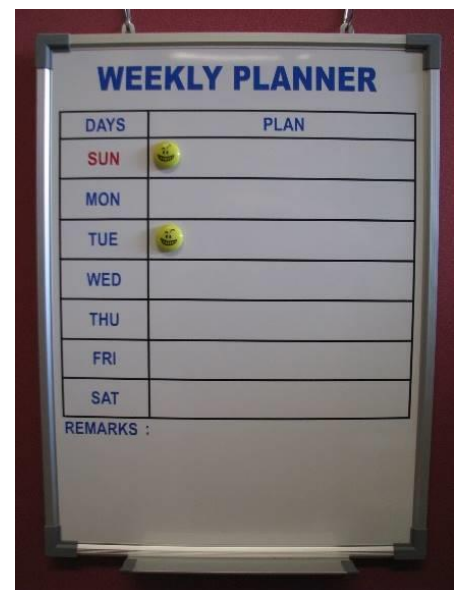 WEEKLY PLANNER
DAYS PLAN
SUN
MON
TUE
WED
THU
FRI
SAT
REMARKS :